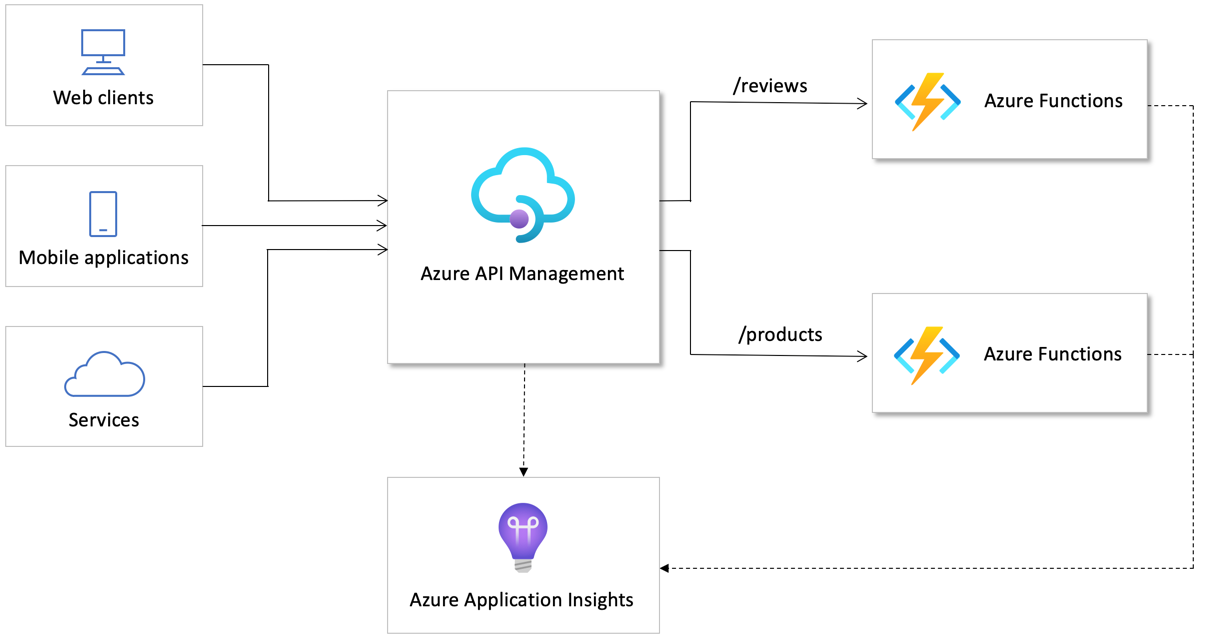 Web clients
Mobile applications
Services
Azure API Management
/reviews
/products
Azure Functions
Azure Functions
Azure Application Insights